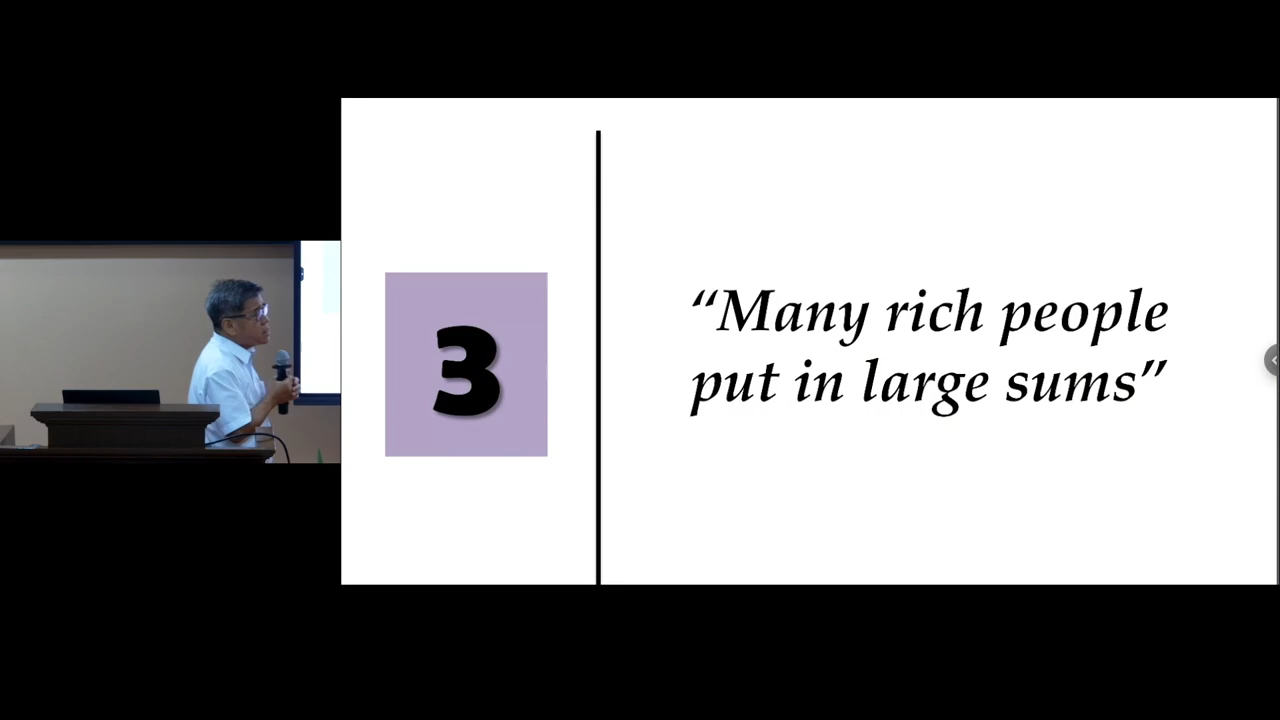 3
“Many rich people
put in large sums”